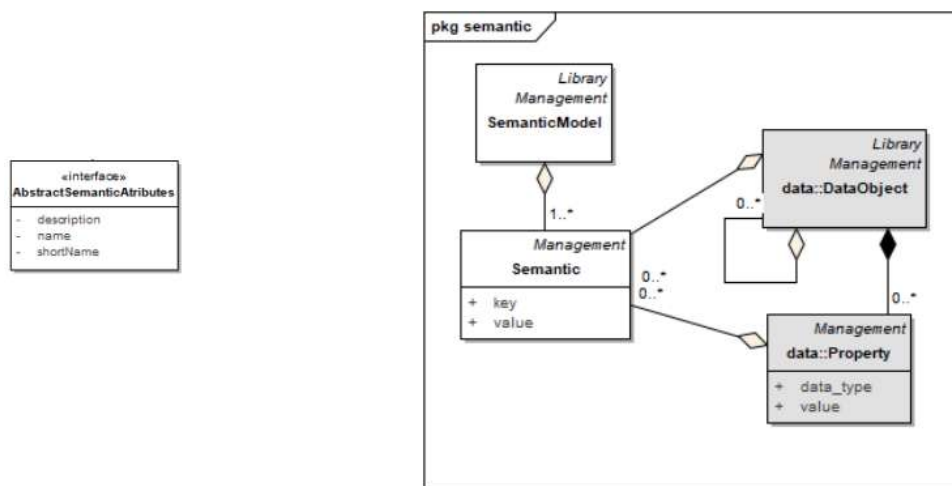 pkg semantic
Library
Management
SemanticModel
1..*
Management
Semantic
+ key
+ value
0..*
0..*
Library
Management
data::DataObject
0..*
0..*
Management
data::Property
+ data_type
+ value
«interface»
AbstractSemanticAtributes
- description
- name
- shortName